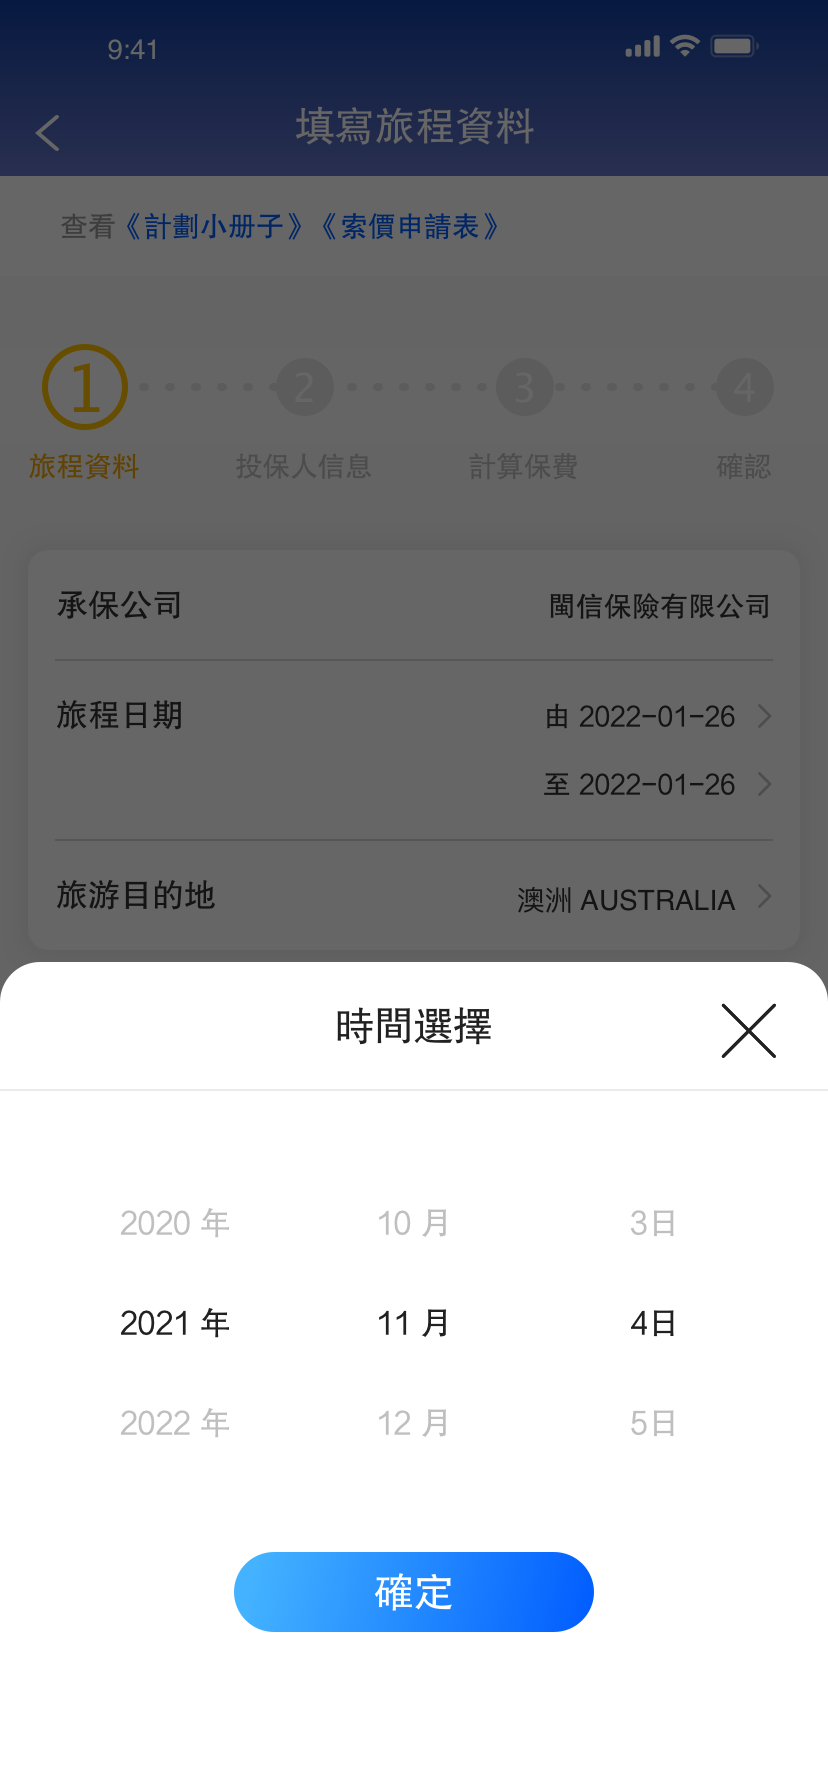 9:41
填寫旅程資料
查看《計劃小册子》《索價申請表》
1 2 3 4
旅程資料 投保人信息 計算保費 確認
承保公司 閩信保險有限公司
旅程日期 由 2022-01-26
至 2022-01-26
旅游目的地 澳洲 AUSTRALIA
時間選擇
2020 年 10 月 3日
2021 年 11 月 4日
2022 年 12 月 5日
確定